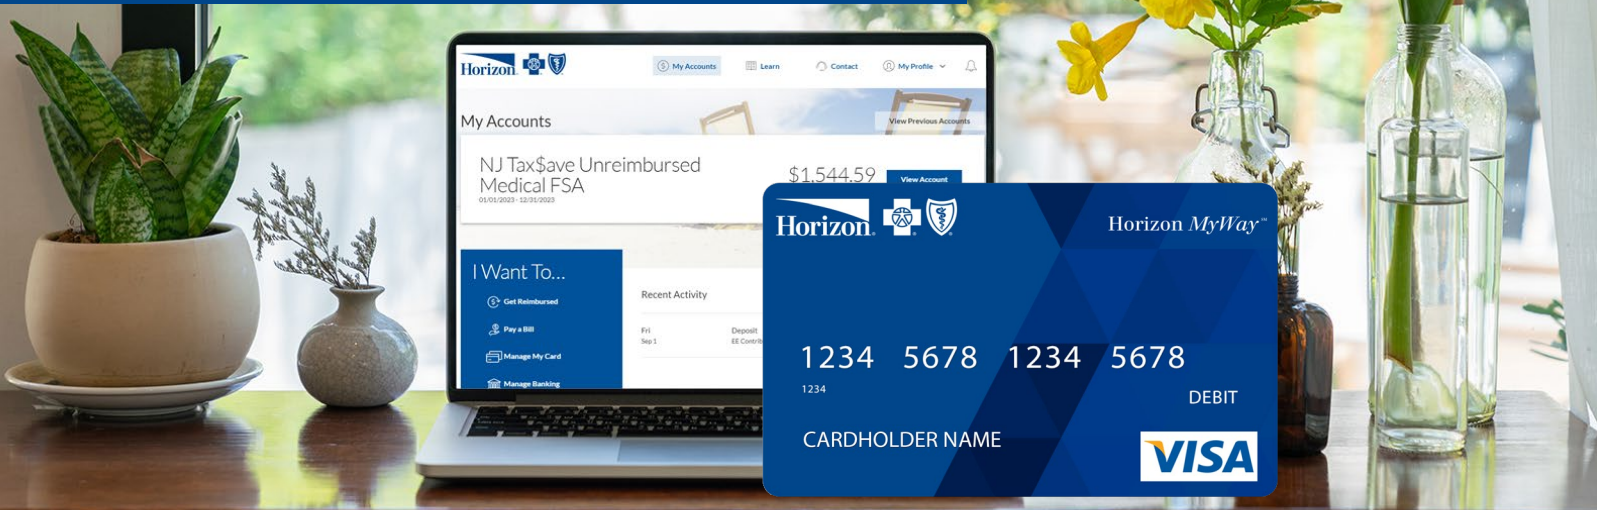 Horizon
My Accounts
Learn
Contact
My Profile
My Accounts
View Previous Accounts
NJ Tax$ave Unreimbursed
Medical FSA
01/01/2023 - 12/31/2023
$1,544.59
View Account
I Want To...
Get Reimbursed
Pay a Bill
Manage My Card
Manage Banking
Recent Activity
Fri
Deposit
Sep 1
EE Contrib
Horizon
Horizon MyWay™
1234 5678 1234 5678
1234
DEBIT
CARDHOLDER NAME
VISA